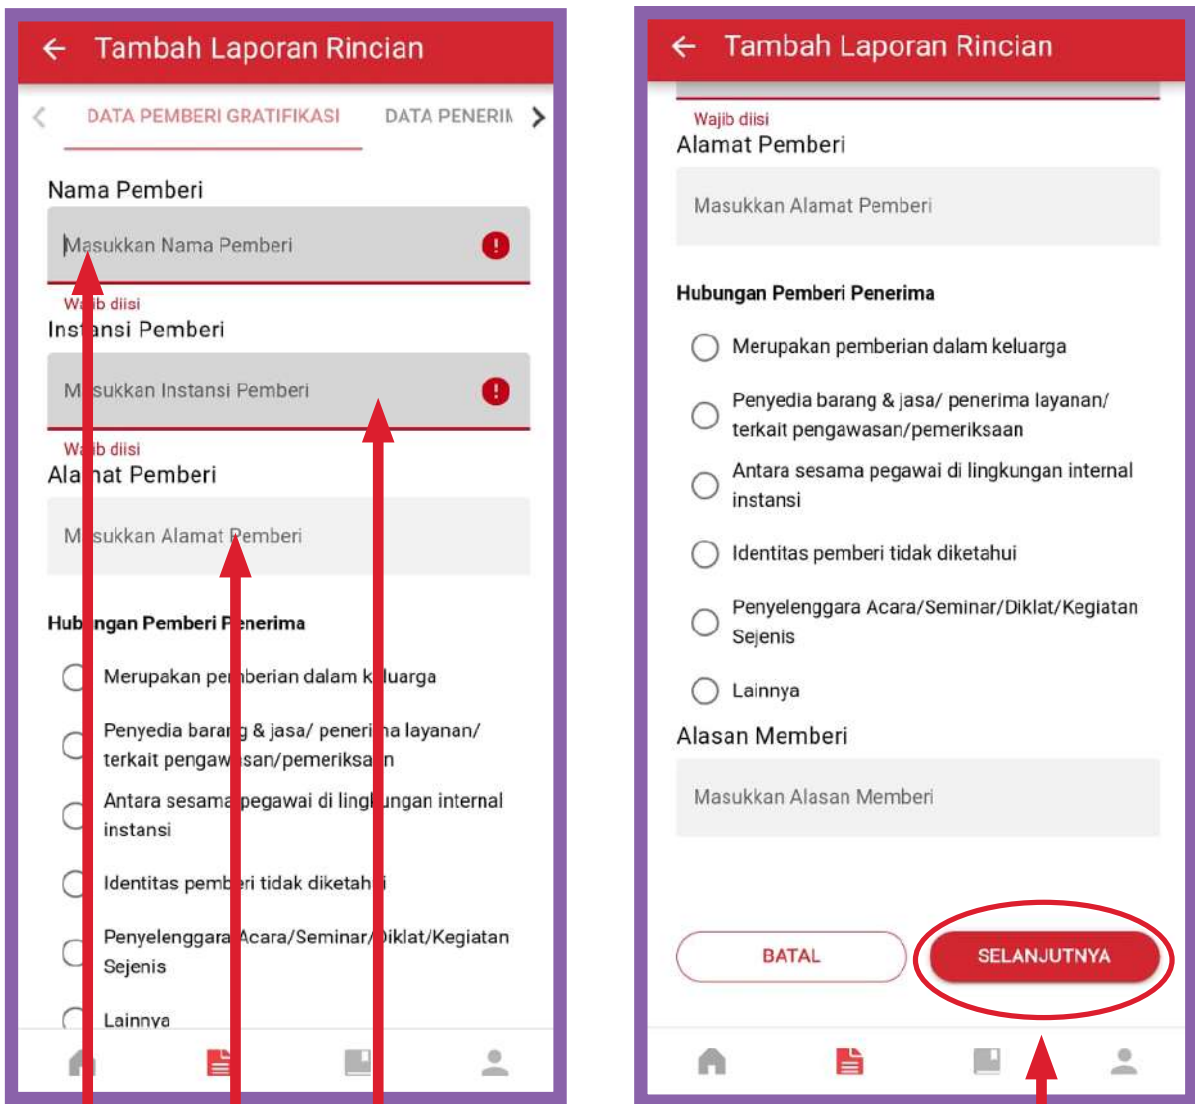 Tambah Laporan Rincian
DATA PEMBERI GRATIFIKASI DATA PENERIM
Nama Pemberi
Masukkan Nama Pemberi
Wajib diisi
Instansi Pemberi
Masukkan Instansi Pemberi
Wajib diisi
Alamat Pemberi
Masukkan Alamat Pemberi
Hubungan Pemberi Penerima
Merupakan pemberian dalam keluarga
Penyedia barang & jasa/ penerima layanan/
terkait pengawasan/pemeriksaan
Antara sesama pegawai di lingkungan internal
instansi
Identitas pemberi tidak diketahui
Penyelenggara Acara/Seminar/Diklat/Kegiatan
Sejenis
Lainnya
Tambah Laporan Rincian
Wajib diisi
Alamat Pemberi
Masukkan Alamat Pemberi
Hubungan Pemberi Penerima
Merupakan pemberian dalam keluarga
Penyedia barang & jasa/ penerima layanan/
terkait pengawasan/pemeriksaan
Antara sesama pegawai di lingkungan internal
instansi
Identitas pemberi tidak diketahui
Penyelenggara Acara/Seminar/Diklat/Kegiatan
Sejenis
Lainnya
Alasan Memberi
Masukkan Alasan Memberi
BATAL SELANJUTNYA